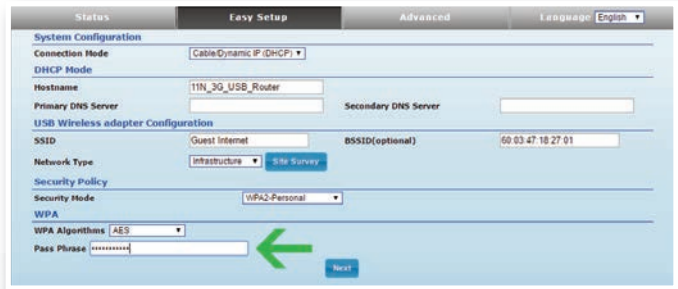 Status Easy Setup Advanced Language English
System Configuration
Connection Mode Cable/Dynamic IP (DHCP)
DHCP Mode
Hostname 11N_3G_USB_Router
Primary DNS Server Secondary DNS Server
USB Wireless adapter Configuration
SSID Guest Internet BSSID(optional) 60:03:47:18:27:01
Network Type Infrastructure Site Survey
Security Policy
Security Mode WPA2-Personal
WPA
WPA Algorithms AES
Pass Phrase •••••••••••
Next